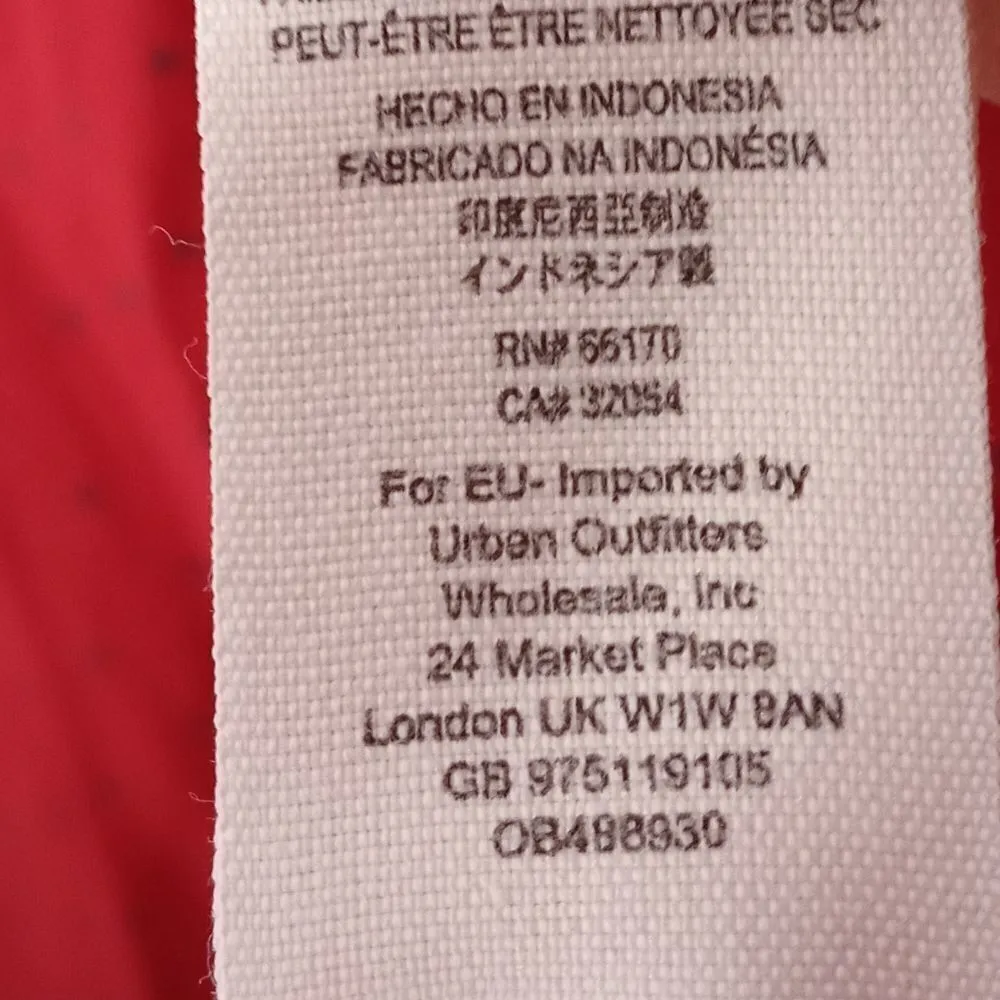 PEUT-ÊTRE ÊTRE NETTOYÉE SEC
HECHO EN INDONESIA
FABRICADO NA INDONÉSIA
印度尼西亞制造
インドネシア製
RN# 66170
CA# 32054
For EU- Imported by
Urban Outfitters
Wholesale, Inc
24 Market Place
London UK W1W 8AN
GB 975119105
OB488930